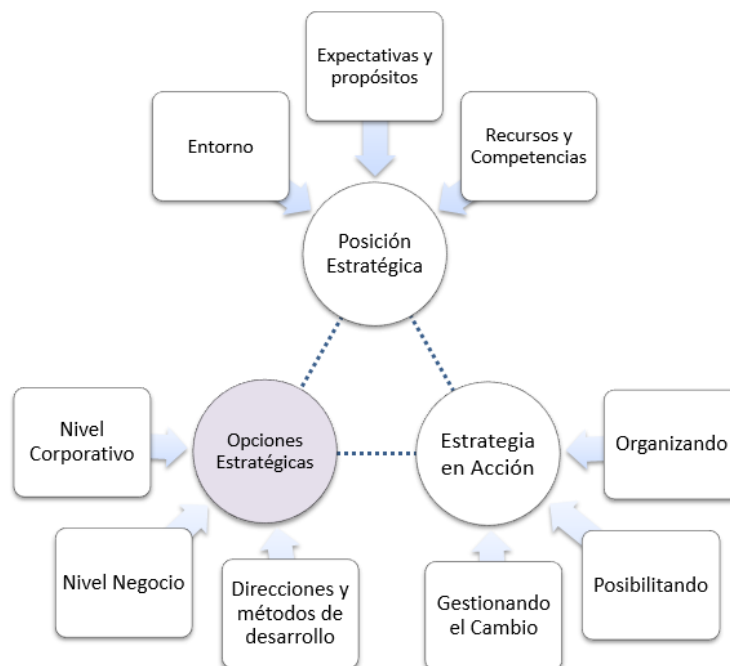 Expectativas y
propósitos
Entorno
Recursos y
Competencias
Posición
Estratégica
Nivel
Corporativo
Opciones
Estratégicas
Estrategia
en Acción
Organizando
Nivel Negocio
Direcciones y
métodos de
desarrollo
Gestionando
el Cambio
Posibilitando